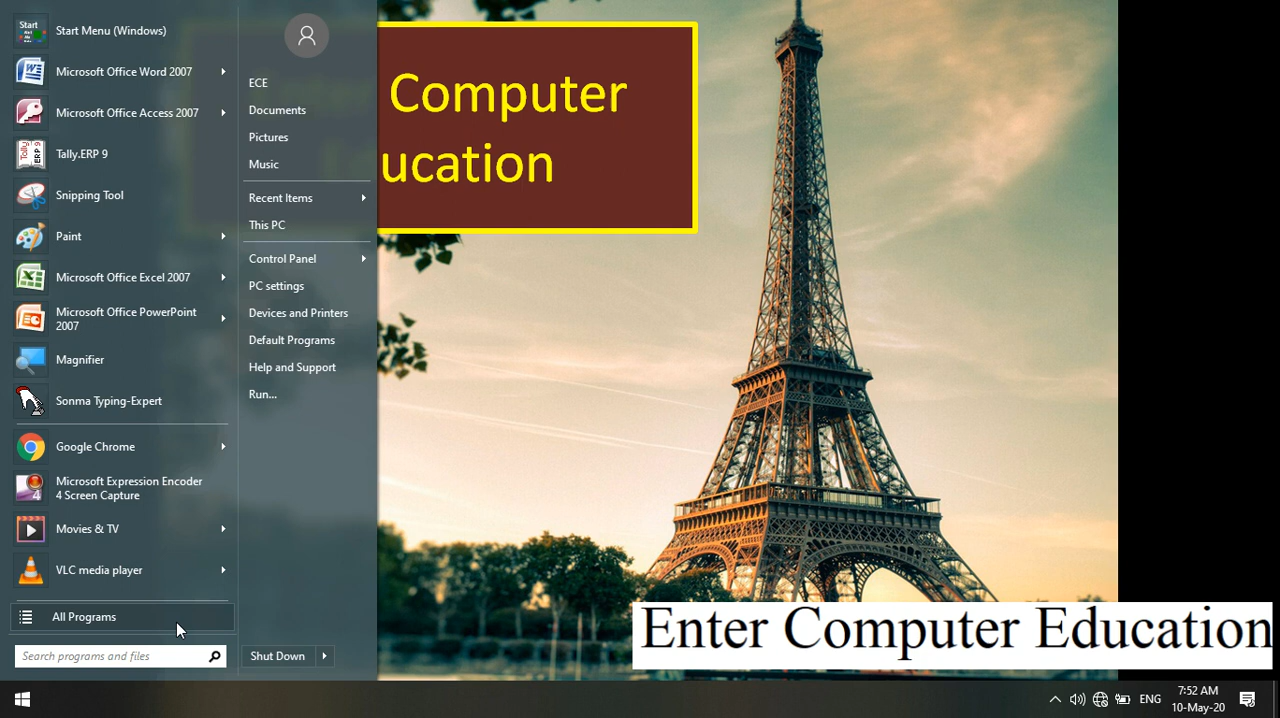 Start Menu (Windows)
Microsoft Office Word 2007
Microsoft Office Access 2007
Tally.ERP 9
Snipping Tool
Paint
Microsoft Office Excel 2007
Microsoft Office PowerPoint
2007
Magnifier
Sonma Typing-Expert
Google Chrome
Microsoft Expression Encoder
4 Screen Capture
Movies & TV
VLC media player
All Programs
Search programs and files
ECE
Documents
Pictures
Music
Recent Items
This PC
Control Panel
PC settings
Devices and Printers
Default Programs
Help and Support
Run...
Shut Down
Computer
ucation
Enter Computer Education
ENG
7:52 AM
10-May-20